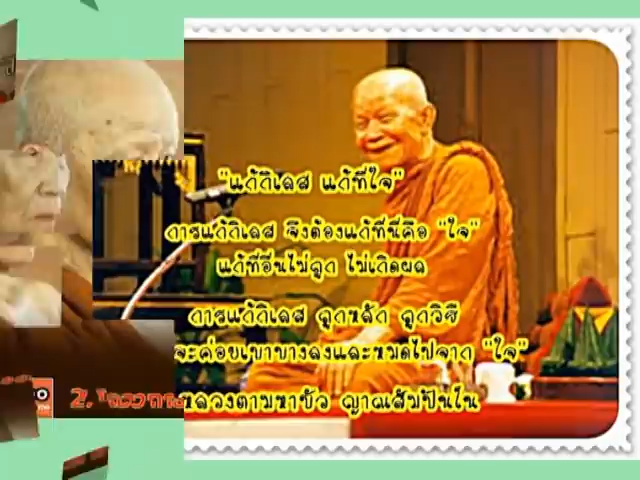 "แก้กิเลส แก้ที่ใจ"
การแก้กิเลส จึงต้องแก้ที่นี่คือ "ใจ"
แก้ที่อื่นไม่ถูก ไม่เกิดผล
การแก้กิเลส ถูกหลัก ถูกวิธี
จะค่อยเบาบางลงและหมดไปจาก "ใจ"
หลวงตามหาบัว ญาณสัมปันโน
2.